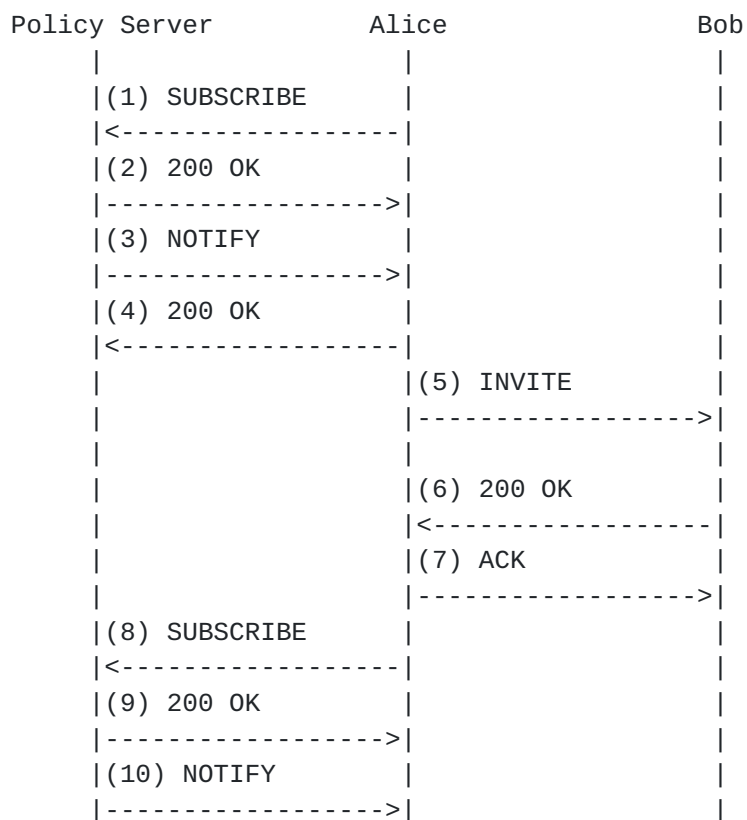 Policy Server          Alice                Bob
     |                   |                   |
     |(1) SUBSCRIBE      |                   |
     |<------------------|                   |
     |(2) 200 OK         |                   |
     |------------------>|                   |
     |(3) NOTIFY         |                   |
     |------------------>|                   |
     |(4) 200 OK         |                   |
     |<------------------|                   |
     |                   |(5) INVITE         |
     |                   |------------------>|
     |                   |                   |
     |                   |(6) 200 OK         |
     |                   |<------------------|
     |                   |(7) ACK            |
     |                   |------------------>|
     |(8) SUBSCRIBE      |                   |
     |<------------------|                   |
     |(9) 200 OK         |                   |
     |------------------>|                   |
     |(10) NOTIFY        |                   |
     |------------------>|                   |